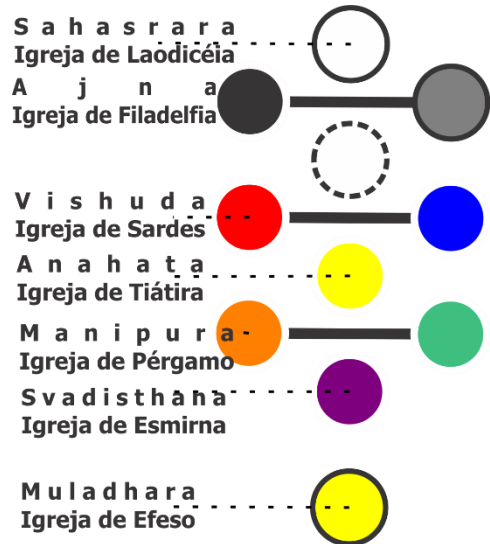 Sahasrara
Igreja de Laodicéia
Ajna
Igreja de Filadelfia
Vishuda
Igreja de Sardes
Anahata
Igreja de Tiátira
Manipura
Igreja de Pérgamo
Svadisthana
Igreja de Esmirna
Muladhara
Igreja de Efeso